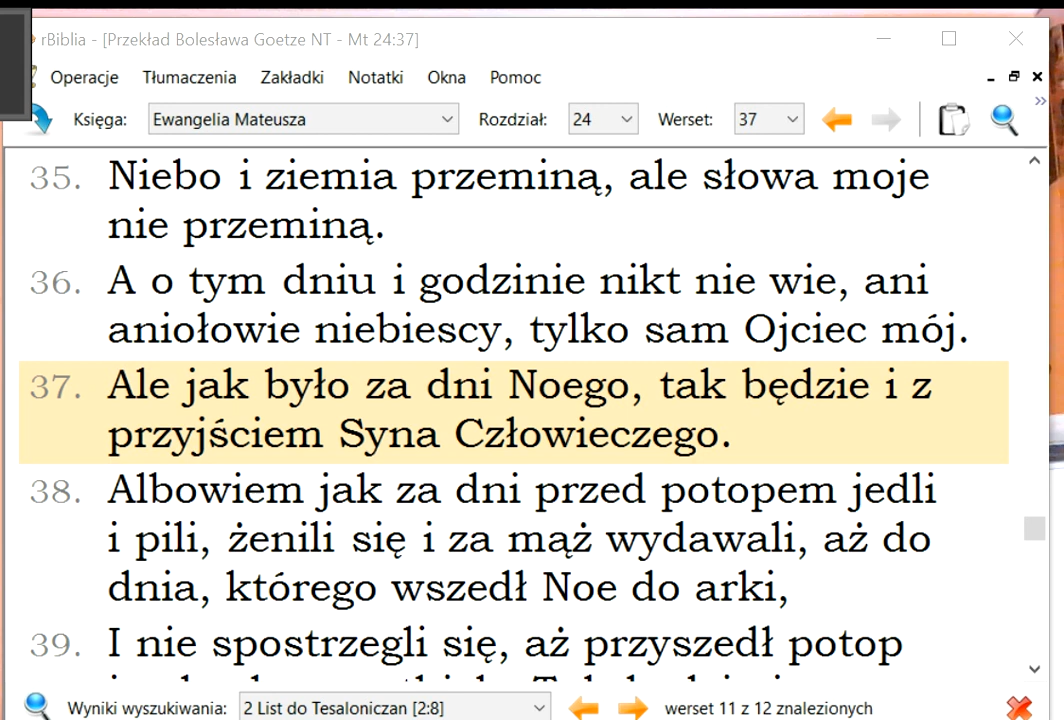 rBiblia - [Przekład Bolesława Goetze NT - Mt 24:37]
Operacje Tłumaczenia Zakładki Notatki Okna Pomoc
Księga: Ewangelia Mateusza Rozdział: 24 Werset: 37
35. Niebo i ziemia przeminą, ale słowa moje
nie przeminą.
36. A o tym dniu i godzinie nikt nie wie, ani
aniołowie niebiescy, tylko sam Ojciec mój.
37. Ale jak było za dni Noego, tak będzie i z
przyjściem Syna Człowieczego.
38. Albowiem jak za dni przed potopem jedli
i pili, żenili się i za mąż wydawali, aż do
dnia, którego wszedł Noe do arki,
39. I nie spostrzegli się, aż przyszedł potop
Wyniki wyszukiwania: 2 List do Tesaloniczan [2:8] werset 11 z 12 znalezionych